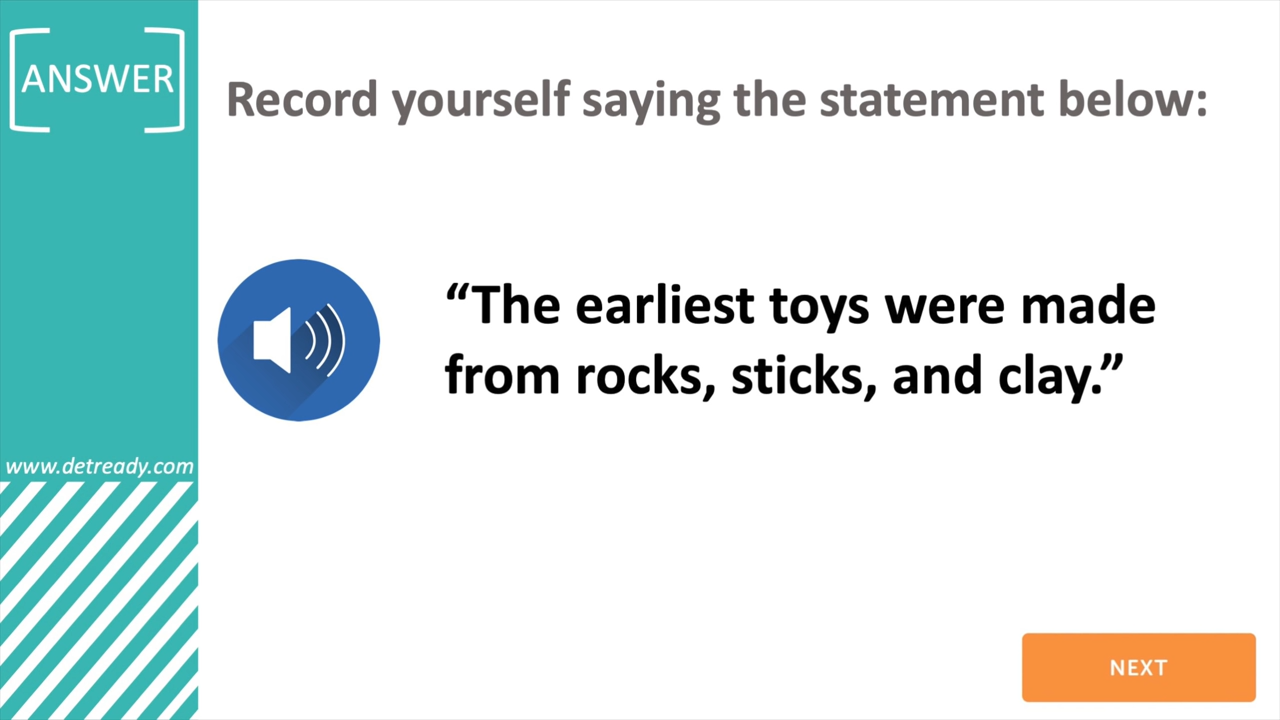 ANSWER
Record yourself saying the statement below:
“The earliest toys were made
from rocks, sticks, and clay.”
www.detready.com
NEXT